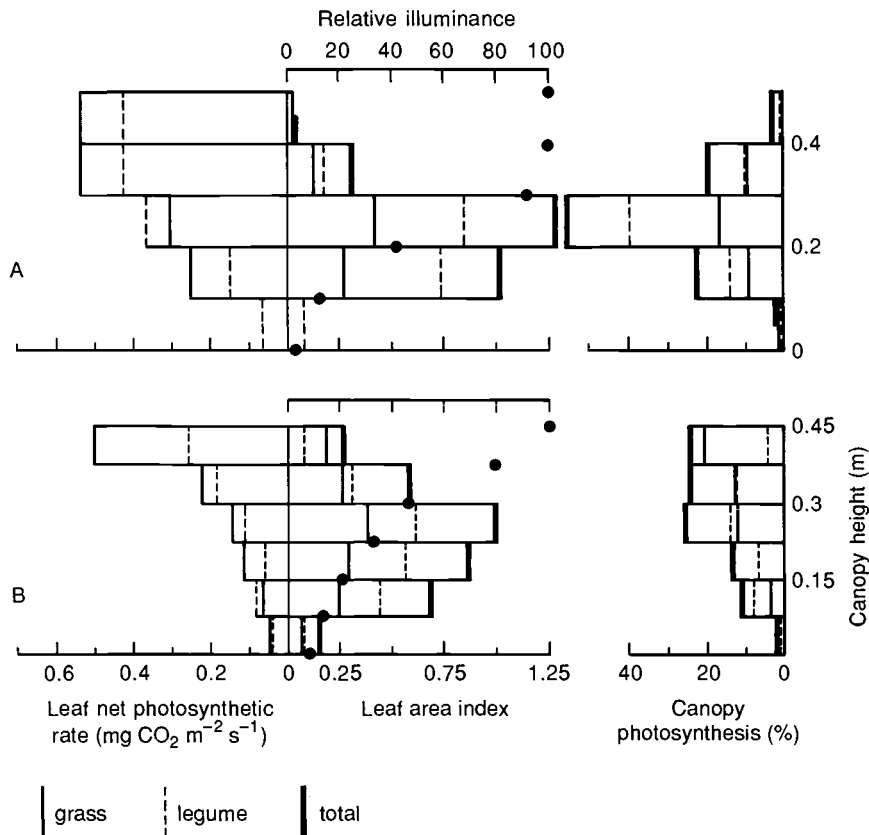 Relative illuminance
0 20 40 60 80 100
0.4
0.2
0
A
0.45
0.3
0.15
0
B
Canopy height (m)
0.6 0.4 0.2 0 0.25 0.75 1.25
40 20 0
Leaf net photosynthetic
rate (mg CO₂ m⁻² s⁻¹)
Leaf area index
Canopy
photosynthesis (%)
grass legume total